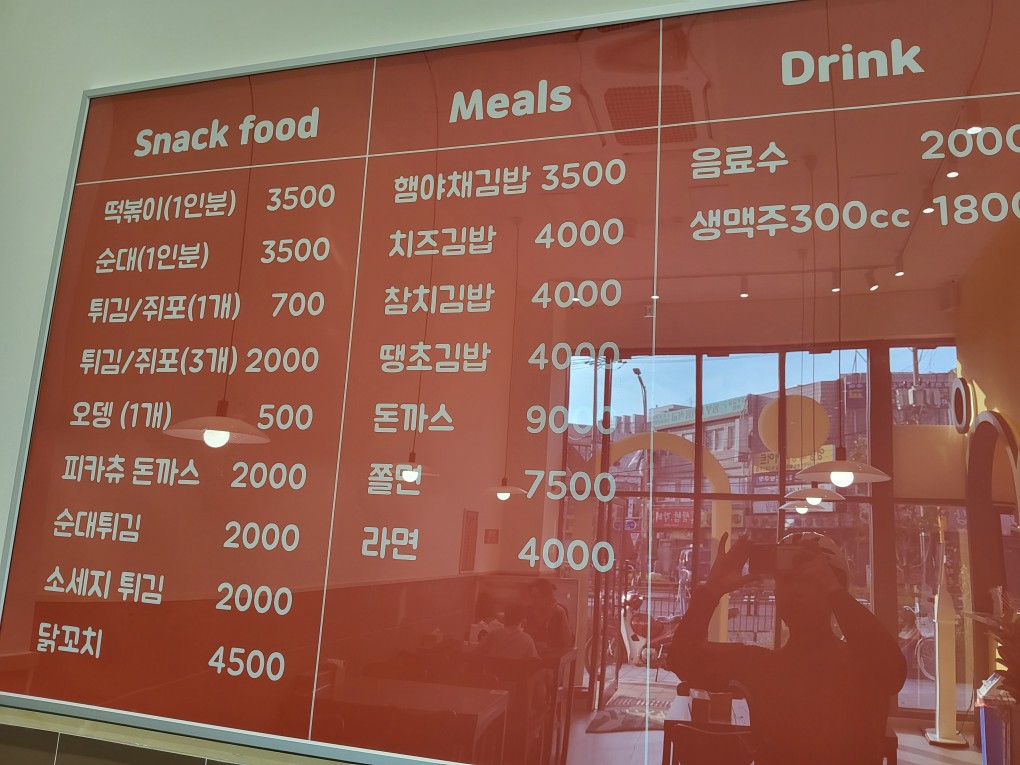 Snack food
떡볶이(1인분) 3500
순대(1인분) 3500
튀김/쥐포(1개) 700
튀김/쥐포(3개) 2000
오뎅 (1개) 500
피카츄 돈까스 2000
순대튀김 2000
소세지 튀김 2000
닭꼬치 4500
Meals
햄야채김밥 3500
치즈김밥 4000
참치김밥 4000
땡초김밥 4000
돈까스 9000
쫄면 7500
라면 4000
Drink
음료수 2000
생맥주300cc 1800